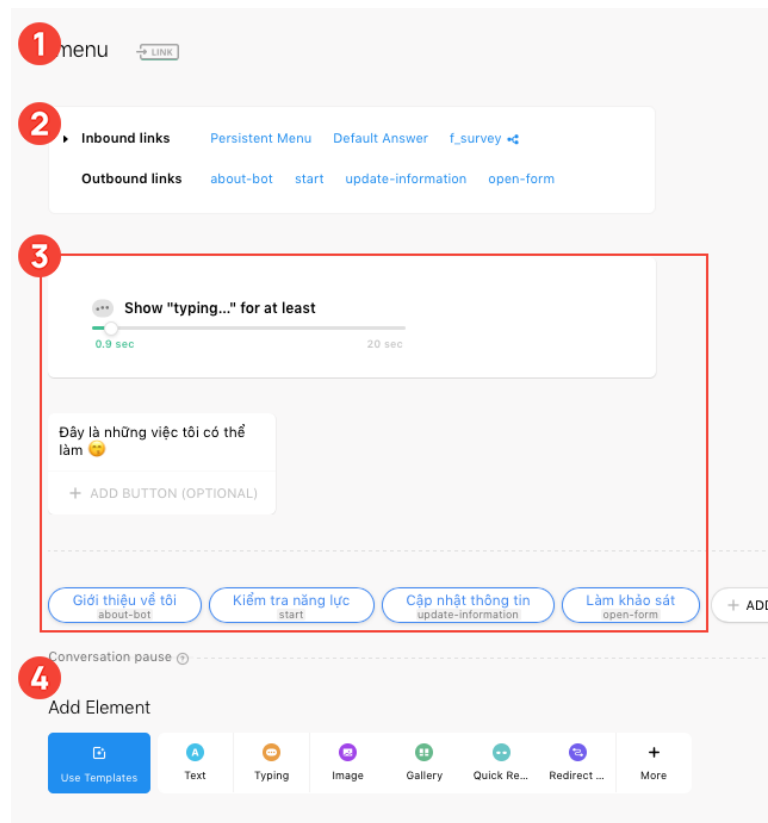 1
menu LINK
2
Inbound links Persistent Menu Default Answer f_survey
Outbound links about-bot start update-information open-form
3
Show "typing..." for at least
0.9 sec 20 sec
Đây là những việc tôi có thể
làm 😋
+ ADD BUTTON (OPTIONAL)
Giới thiệu về tôi Kiểm tra năng lực Cập nhật thông tin Làm khảo sát
about-bot start update-information open-form
+ ADD
Conversation pause ?
4
Add Element
Use Templates Text Typing Image Gallery Quick Re... Redirect ... More